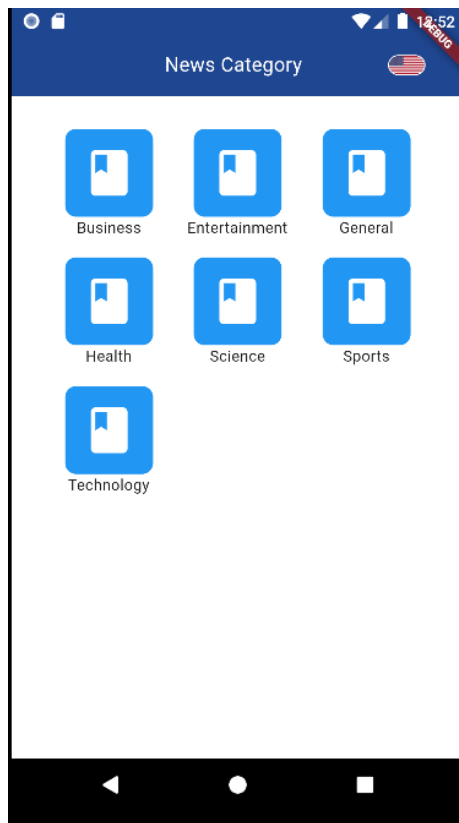 12:52
DEBUG
News Category
Business Entertainment General
Health Science Sports
Technology